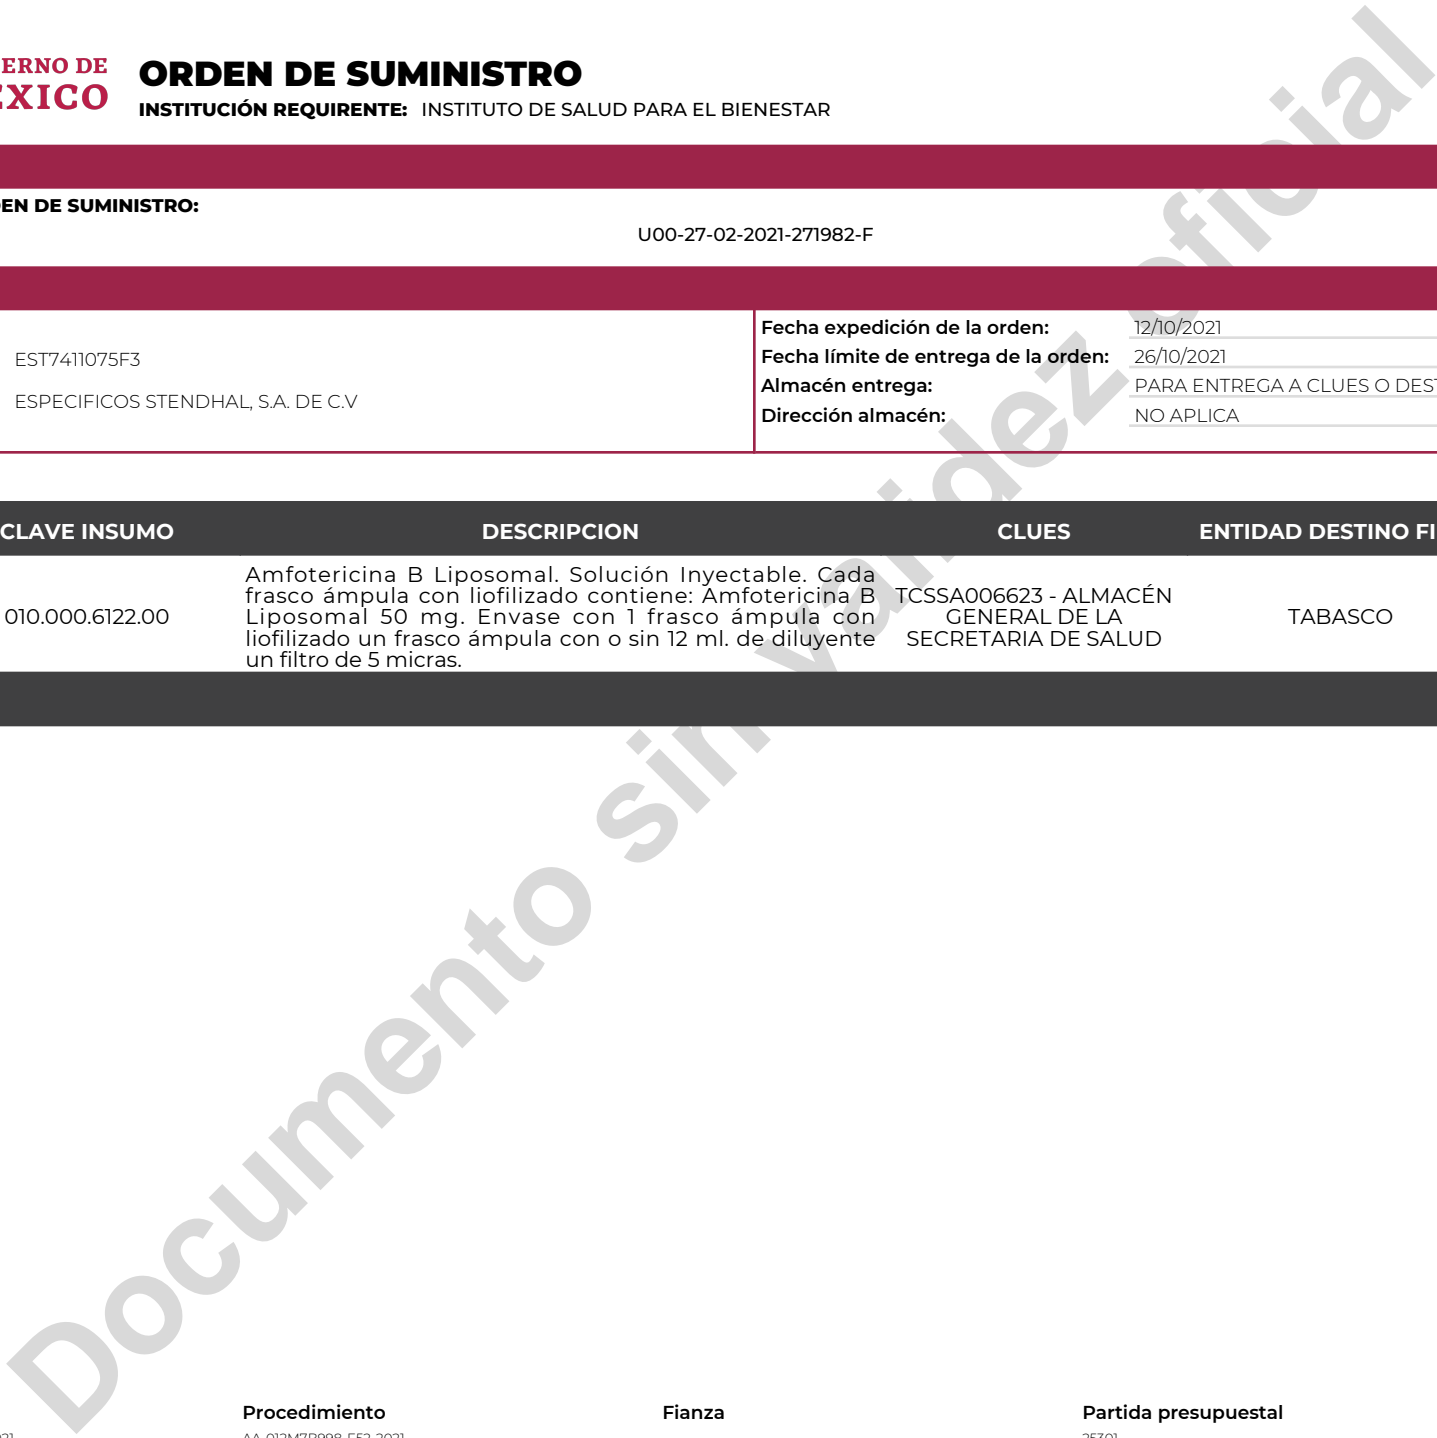 ERNO DE
EXICO
ORDEN DE SUMINISTRO
INSTITUCIÓN REQUIRENTE: INSTITUTO DE SALUD PARA EL BIENESTAR
EN DE SUMINISTRO:
U00-27-02-2021-271982-F
EST7411075F3
ESPECIFICOS STENDHAL, S.A. DE C.V
Fecha expedición de la orden: 12/10/2021
Fecha límite de entrega de la orden: 26/10/2021
Almacén entrega: PARA ENTREGA A CLUES O DEST
Dirección almacén: NO APLICA
CLAVE INSUMO DESCRIPCION CLUES ENTIDAD DESTINO FI
010.000.6122.00
Amfotericina B Liposomal. Solución Inyectable. Cada
frasco ámpula con liofilizado contiene: Amfotericina B
Liposomal 50 mg. Envase con 1 frasco ámpula con
liofilizado un frasco ámpula con o sin 12 ml. de diluyente
un filtro de 5 micras.
TCSSA006623 - ALMACÉN
GENERAL DE LA
SECRETARIA DE SALUD
TABASCO
Documento sin validez oficial
Procedimiento Fianza Partida presupuestal